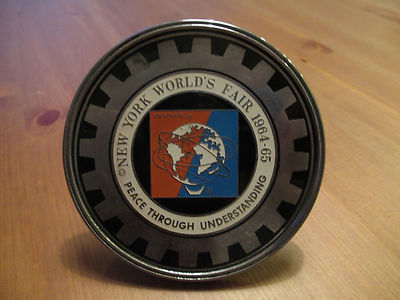 ©NEW YORK WORLD'S FAIR 1964-65
PEACE THROUGH UNDERSTANDING